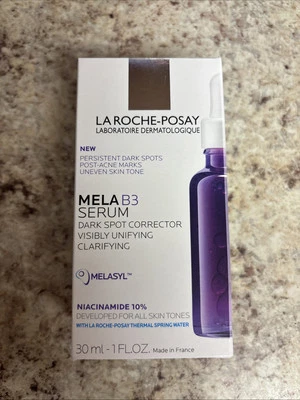 LA ROCHE-POSAY
LABORATOIRE DERMATOLOGIQUE
NEW
PERSISTENT DARK SPOTS
POST-ACNE MARKS
UNEVEN SKIN TONE
MELA B3
SERUM
DARK SPOT CORRECTOR
VISIBLY UNIFYING
CLARIFYING
MELASYL™
NIACINAMIDE 10%
DEVELOPED FOR ALL SKIN TONES
WITH LA ROCHE-POSAY THERMAL SPRING WATER
30 ml - 1 FL.OZ. Made in France